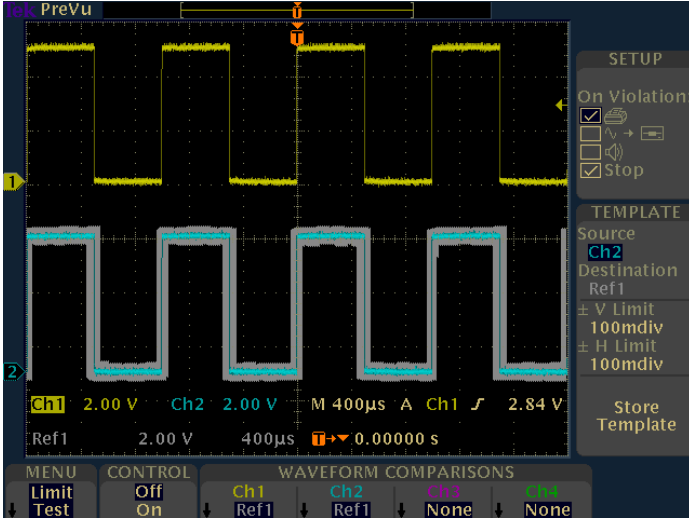 Tek PreVu
T
T
SETUP
On Violation:
Stop
1
TEMPLATE
Source
Ch2
Destination
Ref1
± V Limit
100mdiv
± H Limit
100mdiv
Store
Template
2
Ch1 2.00 V Ch2 2.00 V M 400µs A Ch1 2.84 V
Ref1 2.00 V 400µs T 0.00000 s
MENU
Limit
Test
CONTROL
Off
On
WAVEFORM COMPARISONS
Ch1
Ref1
Ch2
Ref1
Ch3
None
Ch4
None